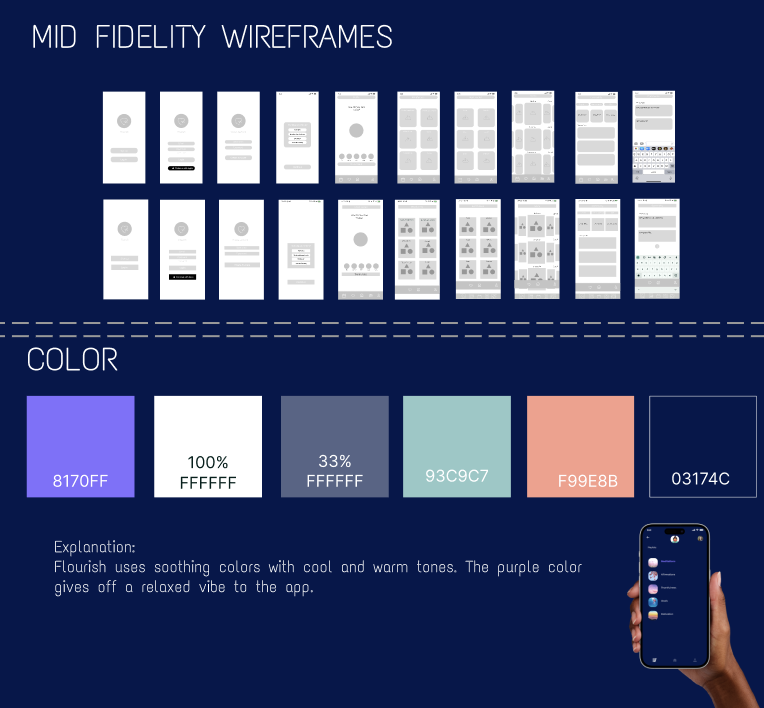 MID FIDELITY WIREFRAMES
COLOR
8170FF
100%
FFFFFF
33%
FFFFFF
93C9C7
F99E8B
03174C
Explanation:
Flourish uses soothing colors with cool and warm tones. The purple color
gives off a relaxed vibe to the app.